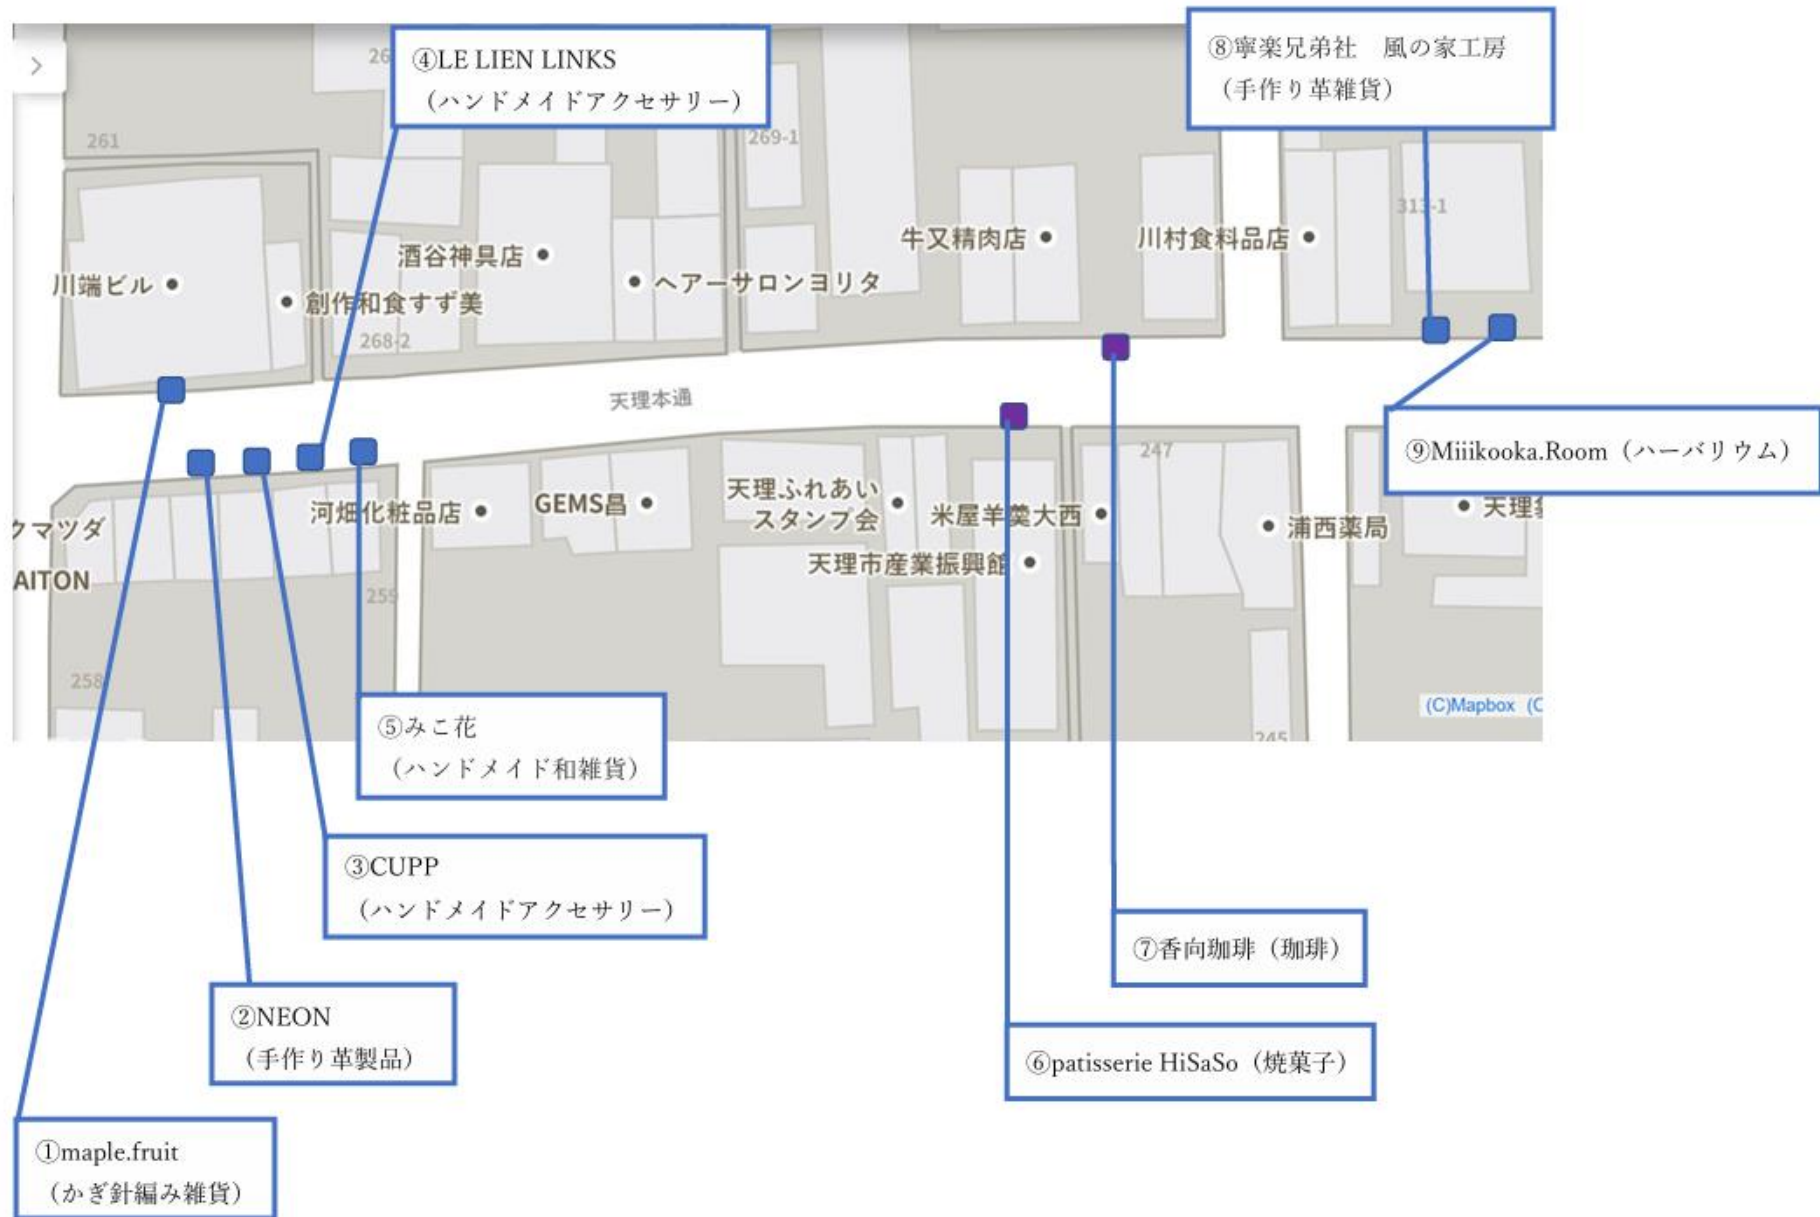 ④LE LIEN LINKS
（ハンドメイドアクセサリー）
⑧寧楽兄弟社　風の家工房
（手作り革雑貨）
261
269-1
313-1
川端ビル
創作和食すず美
268-2
酒谷神具店
ヘアーサロンヨリタ
牛又精肉店
川村食料品店
天理本通
⑨Miiikooka.Room（ハーバリウム）
クマツダ
AITON
河畑化粧品店
GEMS昌
天理ふれあい
スタンプ会
米屋羊羹大西
天理市産業振興館
247
浦西薬局
天理
259
258
245
(C)Mapbox
⑤みこ花
（ハンドメイド和雑貨）
③CUPP
（ハンドメイドアクセサリー）
⑦香向珈琲（珈琲）
②NEON
（手作り革製品）
⑥patisserie HiSaSo（焼菓子）
①maple.fruit
（かぎ針編み雑貨）